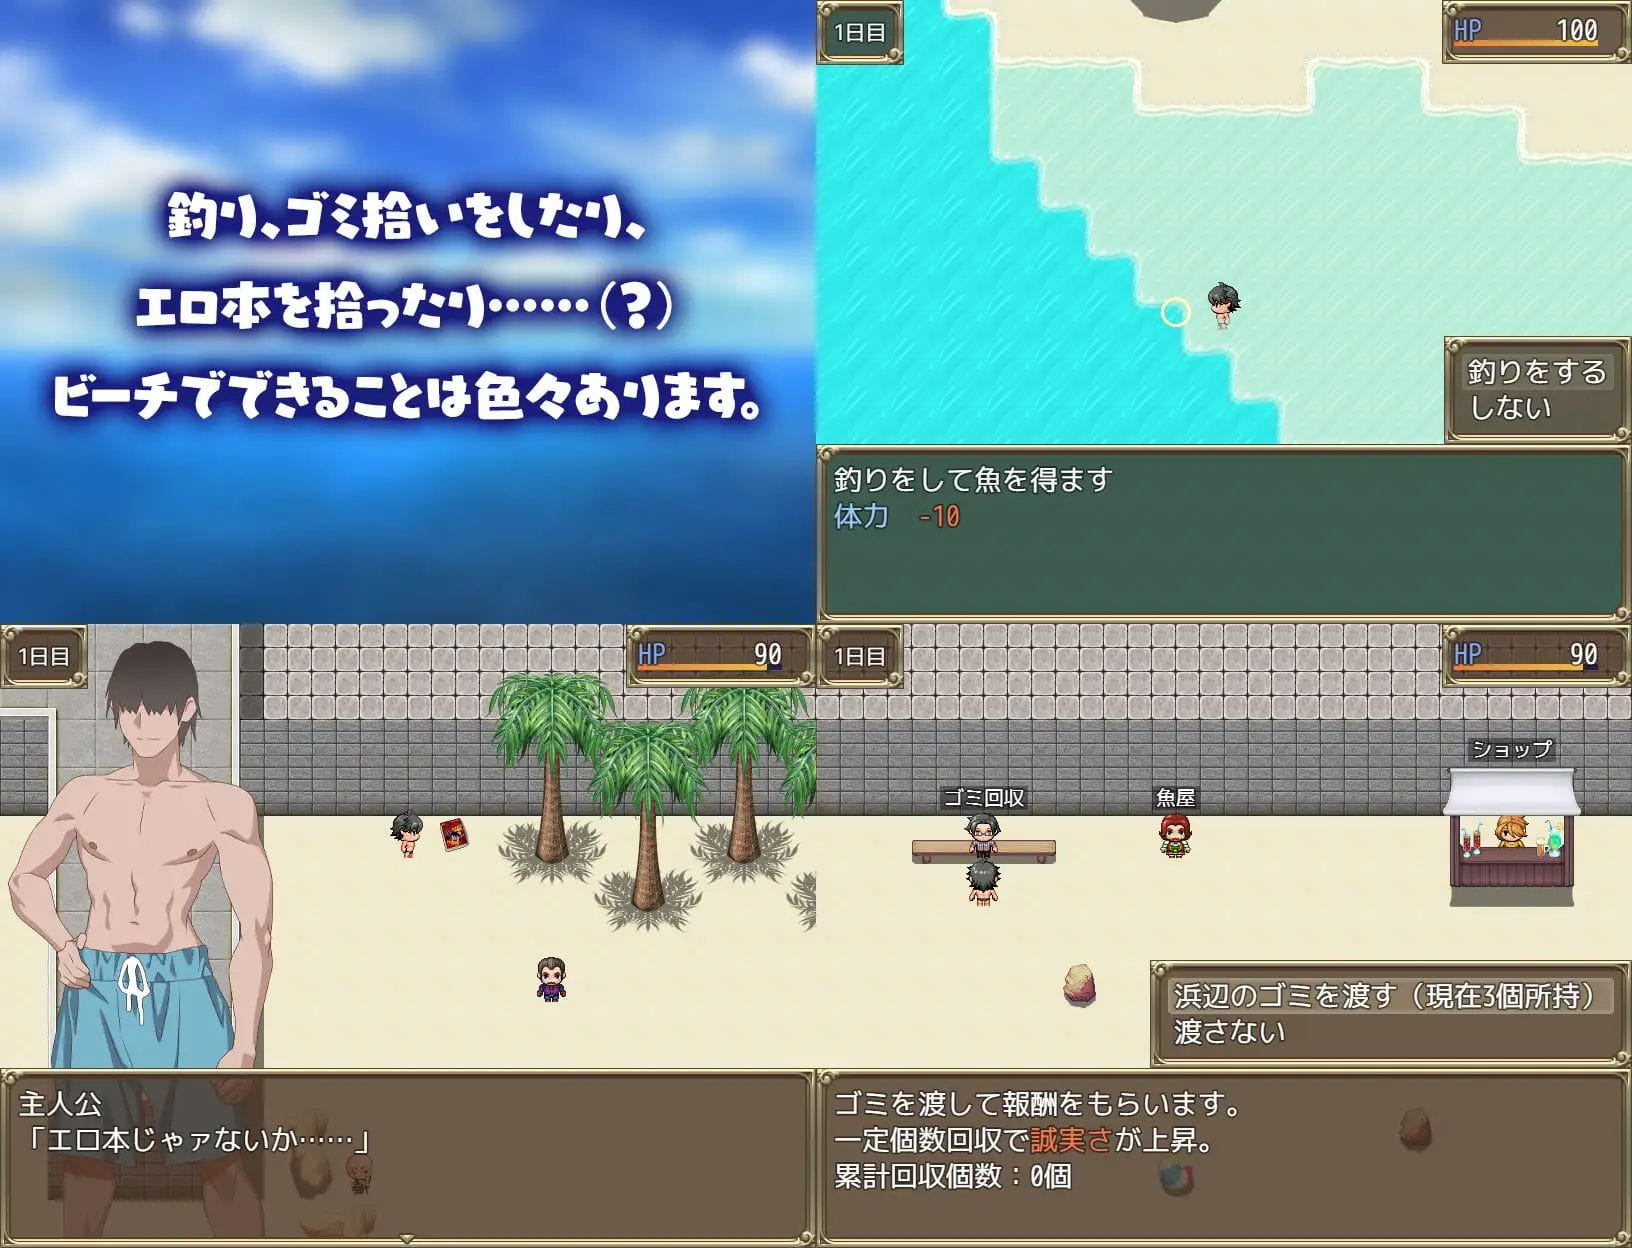 釣り、ゴミ拾いをしたり、
エロ本を拾ったり……(?)
ビーチでできることは色々あります。
1日目
HP 100
釣りをする
しない
釣りをして魚を得ます
体力 -10
1日目
HP 90
主人公
「エロ本じゃァないか……」
1日目
HP 90
ショップ
ゴミ回収
魚屋
浜辺のゴミを渡す（現在3個所持）
渡さない
ゴミを渡して報酬をもらいます。
一定個数回収で誠実さが上昇。
累計回収個数：0個